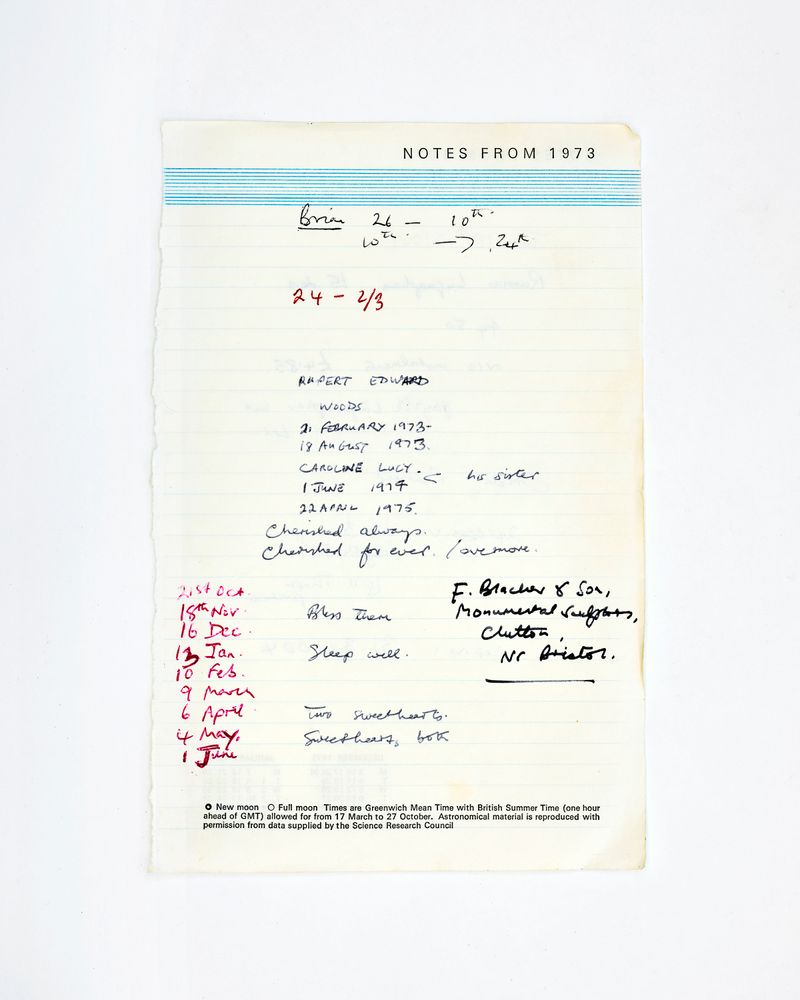 NOTES FROM 1973
Brian 26 — 10th.
10th. → 24th
24 - 2/3
RUPERT EDWARD
WOODS
21 FEBRUARY 1973-
18 AUGUST 1973.
CAROLINE LUCY.
1 JUNE 1974 < his sister
22 APRIL 1975.
Cherished always.
Cherished for ever. /overmore.
21st Oct.
18th Nov.
16 Dec.
13 Jan.
10 Feb.
9 March
6 April
4 May.
1 June
Bless them
Sleep well.
Two sweethearts.
Sweethearts, both
F. Blacher & Son,
Monumental Sculptors,
Clutton,
Nr Bristol.
New moon Full moon Times are Greenwich Mean Time with British Summer Time (one hour
ahead of GMT) allowed for from 17 March to 27 October. Astronomical material is reproduced with
permission from data supplied by the Science Research Council